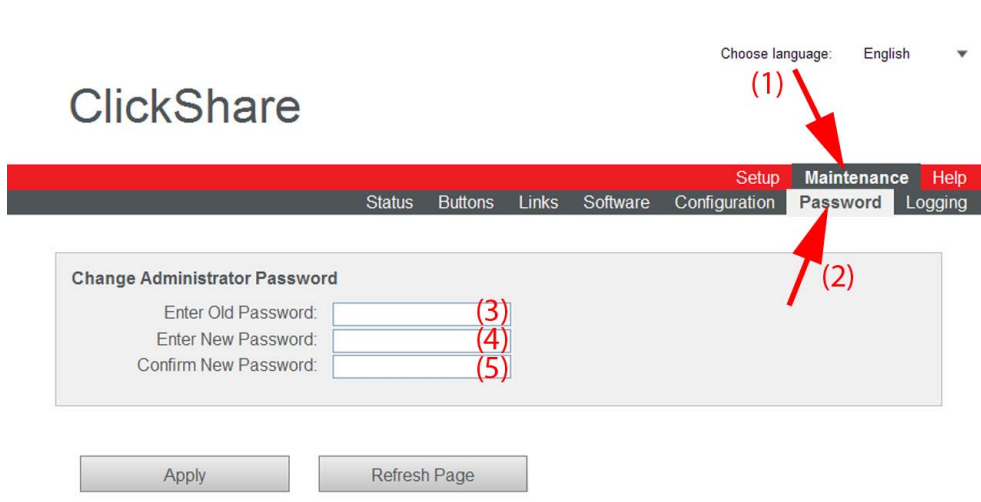 Choose language: English
(1)
ClickShare
Setup Maintenance Help
Status Buttons Links Software Configuration Password Logging
(2)
Change Administrator Password
Enter Old Password: (3)
Enter New Password: (4)
Confirm New Password: (5)
Apply Refresh Page